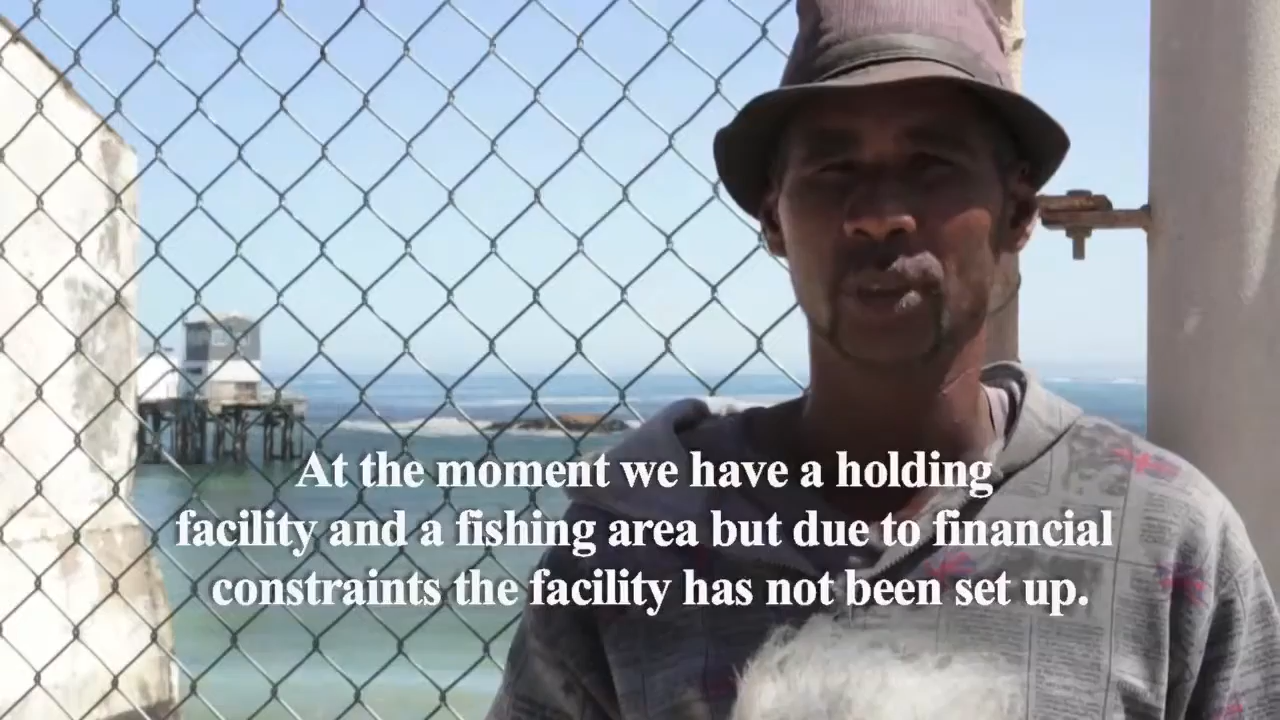 At the moment we have a holding
facility and a fishing area but due to financial
constraints the facility has not been set up.